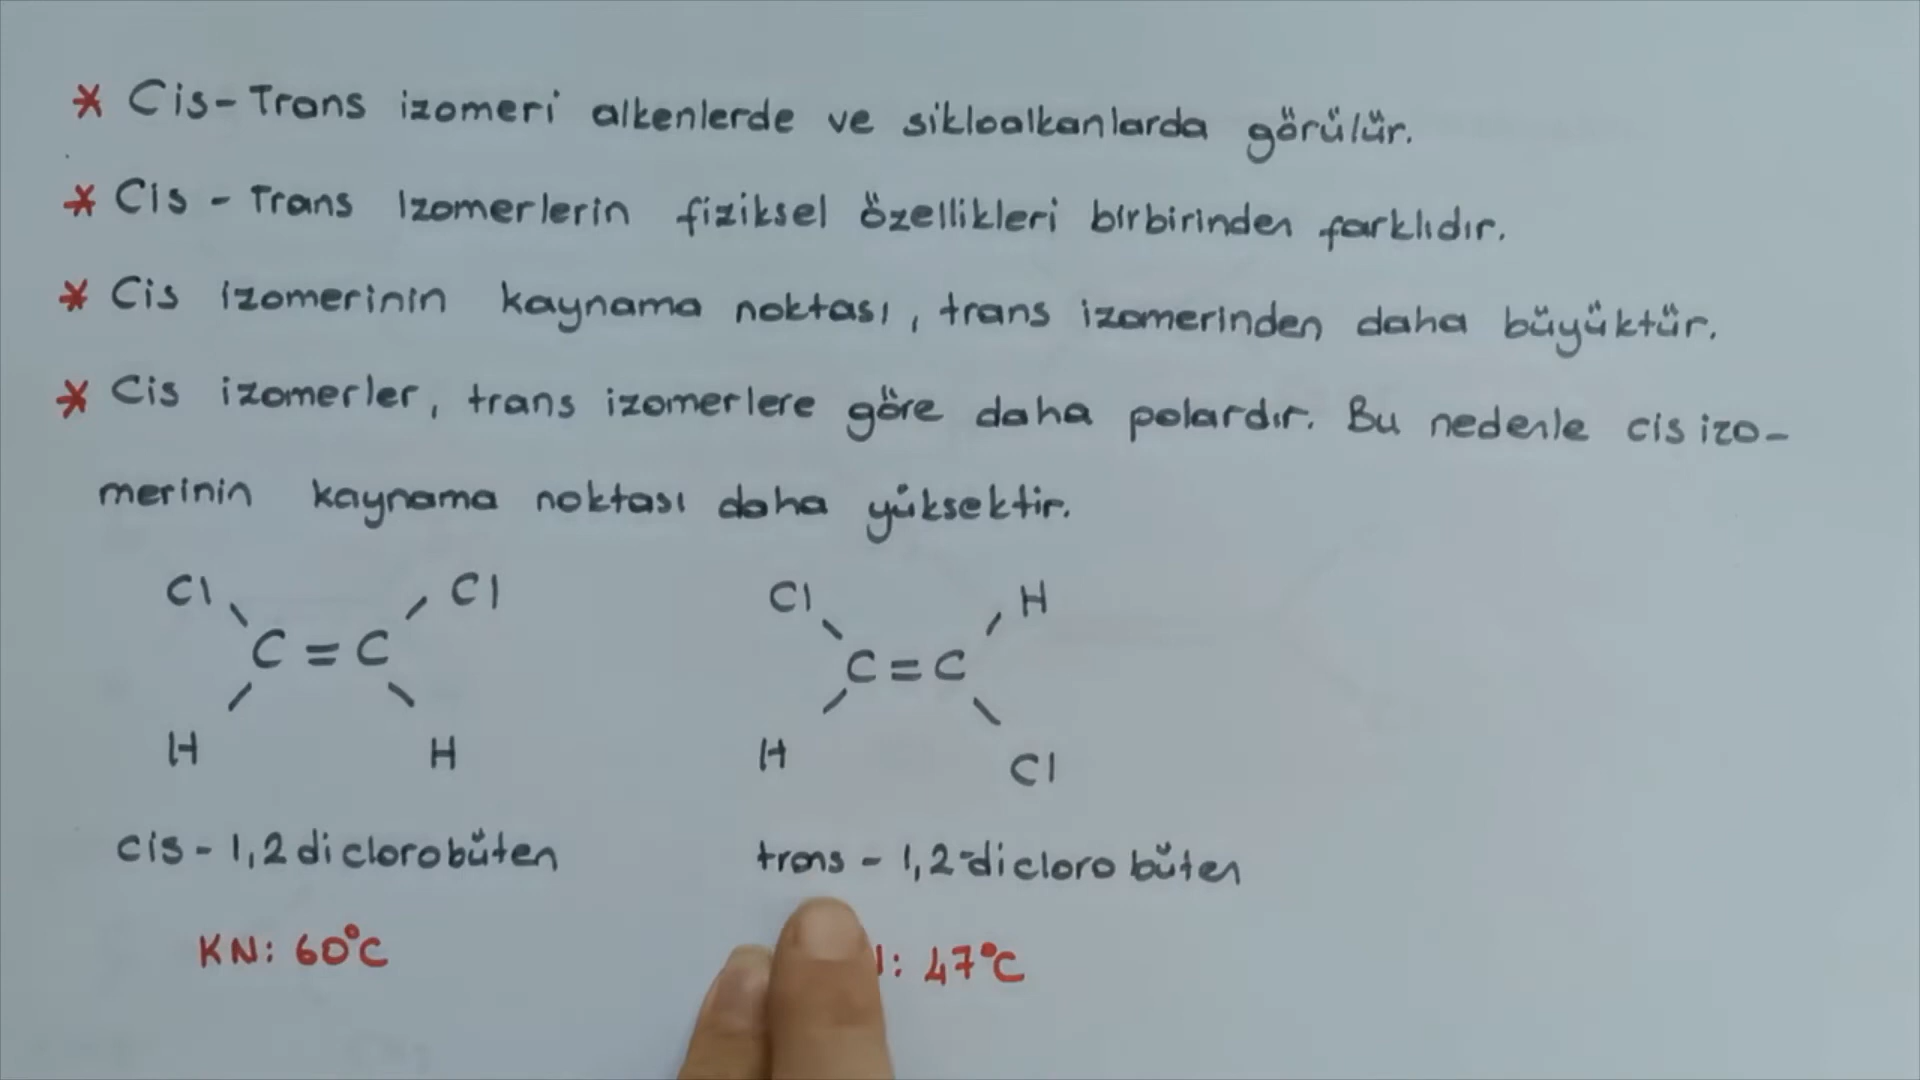 * Cis-Trans izomeri alkenlerde ve sikloalkanlarda görülür.
* Cis - Trans Izomerlerin fiziksel özellikleri birbirinden farklıdır.
* Cis izomerinin kaynama noktası, trans izomerinden daha büyüktür.
* Cis izomerler, trans izomerlere göre daha polardır. Bu nedenle cis izo-
merinin kaynama noktası daha yüksektir.
Cl Cl Cl H
C = C C = C
H H H Cl
cis - 1,2 diclorobüten trans - 1,2-dicloro büten
KN: 60°C : 47°C